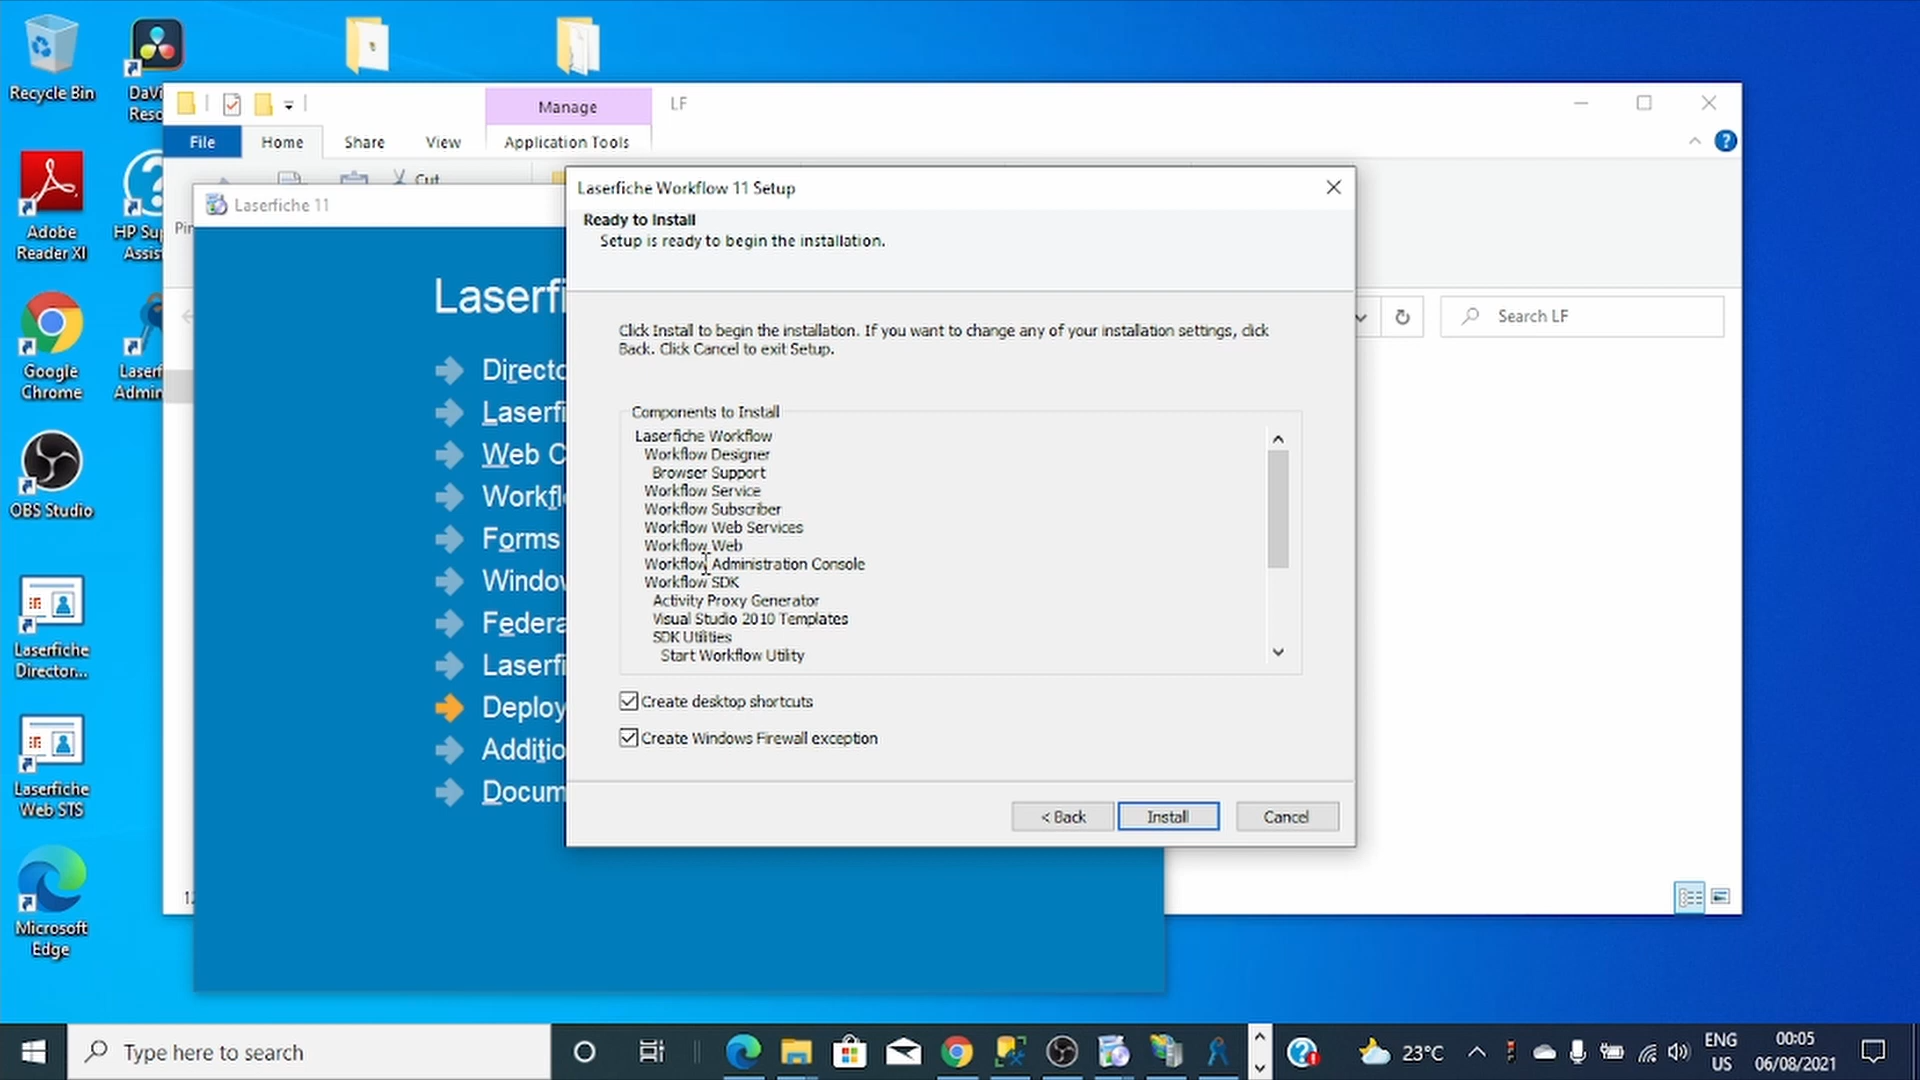 Recycle Bin
DaVi
Reso
Adobe
Reader XI
HP Sup
Assis
Google
Chrome
Laserf
Admin
OBS Studio
Laserfiche
Director...
Laserfiche
Web STS
Microsoft
Edge
Manage
LF
File
Home
Share
View
Application Tools
Cut
Pin
Search LF
Laserfiche 11
Laserfi
Directo
Laserfi
Web C
Workflo
Forms
Window
Federa
Laserfi
Deploy
Additio
Docum
Laserfiche Workflow 11 Setup
Ready to Install
Setup is ready to begin the installation.
Click Install to begin the installation. If you want to change any of your installation settings, click
Back. Click Cancel to exit Setup.
Components to Install
Laserfiche Workflow
Workflow Designer
Browser Support
Workflow Service
Workflow Subscriber
Workflow Web Services
Workflow Web
Workflow Administration Console
Workflow SDK
Activity Proxy Generator
Visual Studio 2010 Templates
SDK Utilities
Start Workflow Utility
Create desktop shortcuts
Create Windows Firewall exception
< Back
Install
Cancel
Type here to search
23°C
ENG
US
00:05
06/08/2021